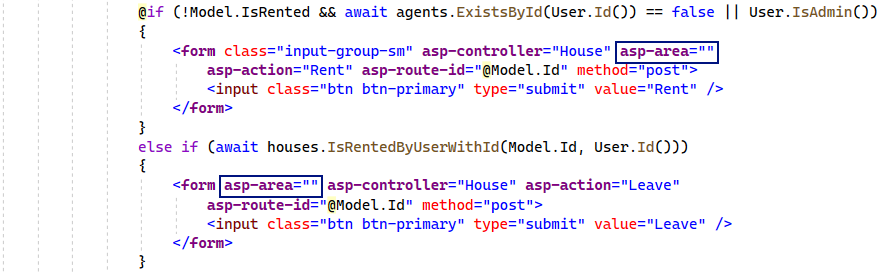 @if (!Model.IsRented && await agents.ExistsById(User.Id()) == false || User.IsAdmin())
{
<form class="input-group-sm" asp-controller="House" asp-area=""
asp-action="Rent" asp-route-id="@Model.Id" method="post">
<input class="btn btn-primary" type="submit" value="Rent" />
</form>
}
else if (await houses.IsRentedByUserWithId(Model.Id, User.Id()))
{
<form asp-area="" asp-controller="House" asp-action="Leave"
asp-route-id="@Model.Id" method="post">
<input class="btn btn-primary" type="submit" value="Leave" />
</form>
}